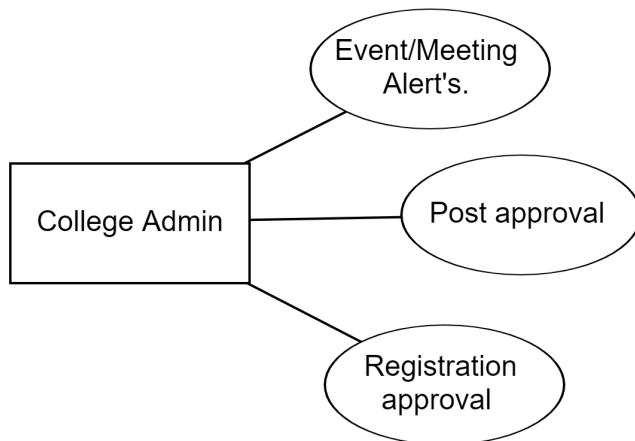 Event/Meeting
Alert's.
College Admin
Post approval
Registration
approval